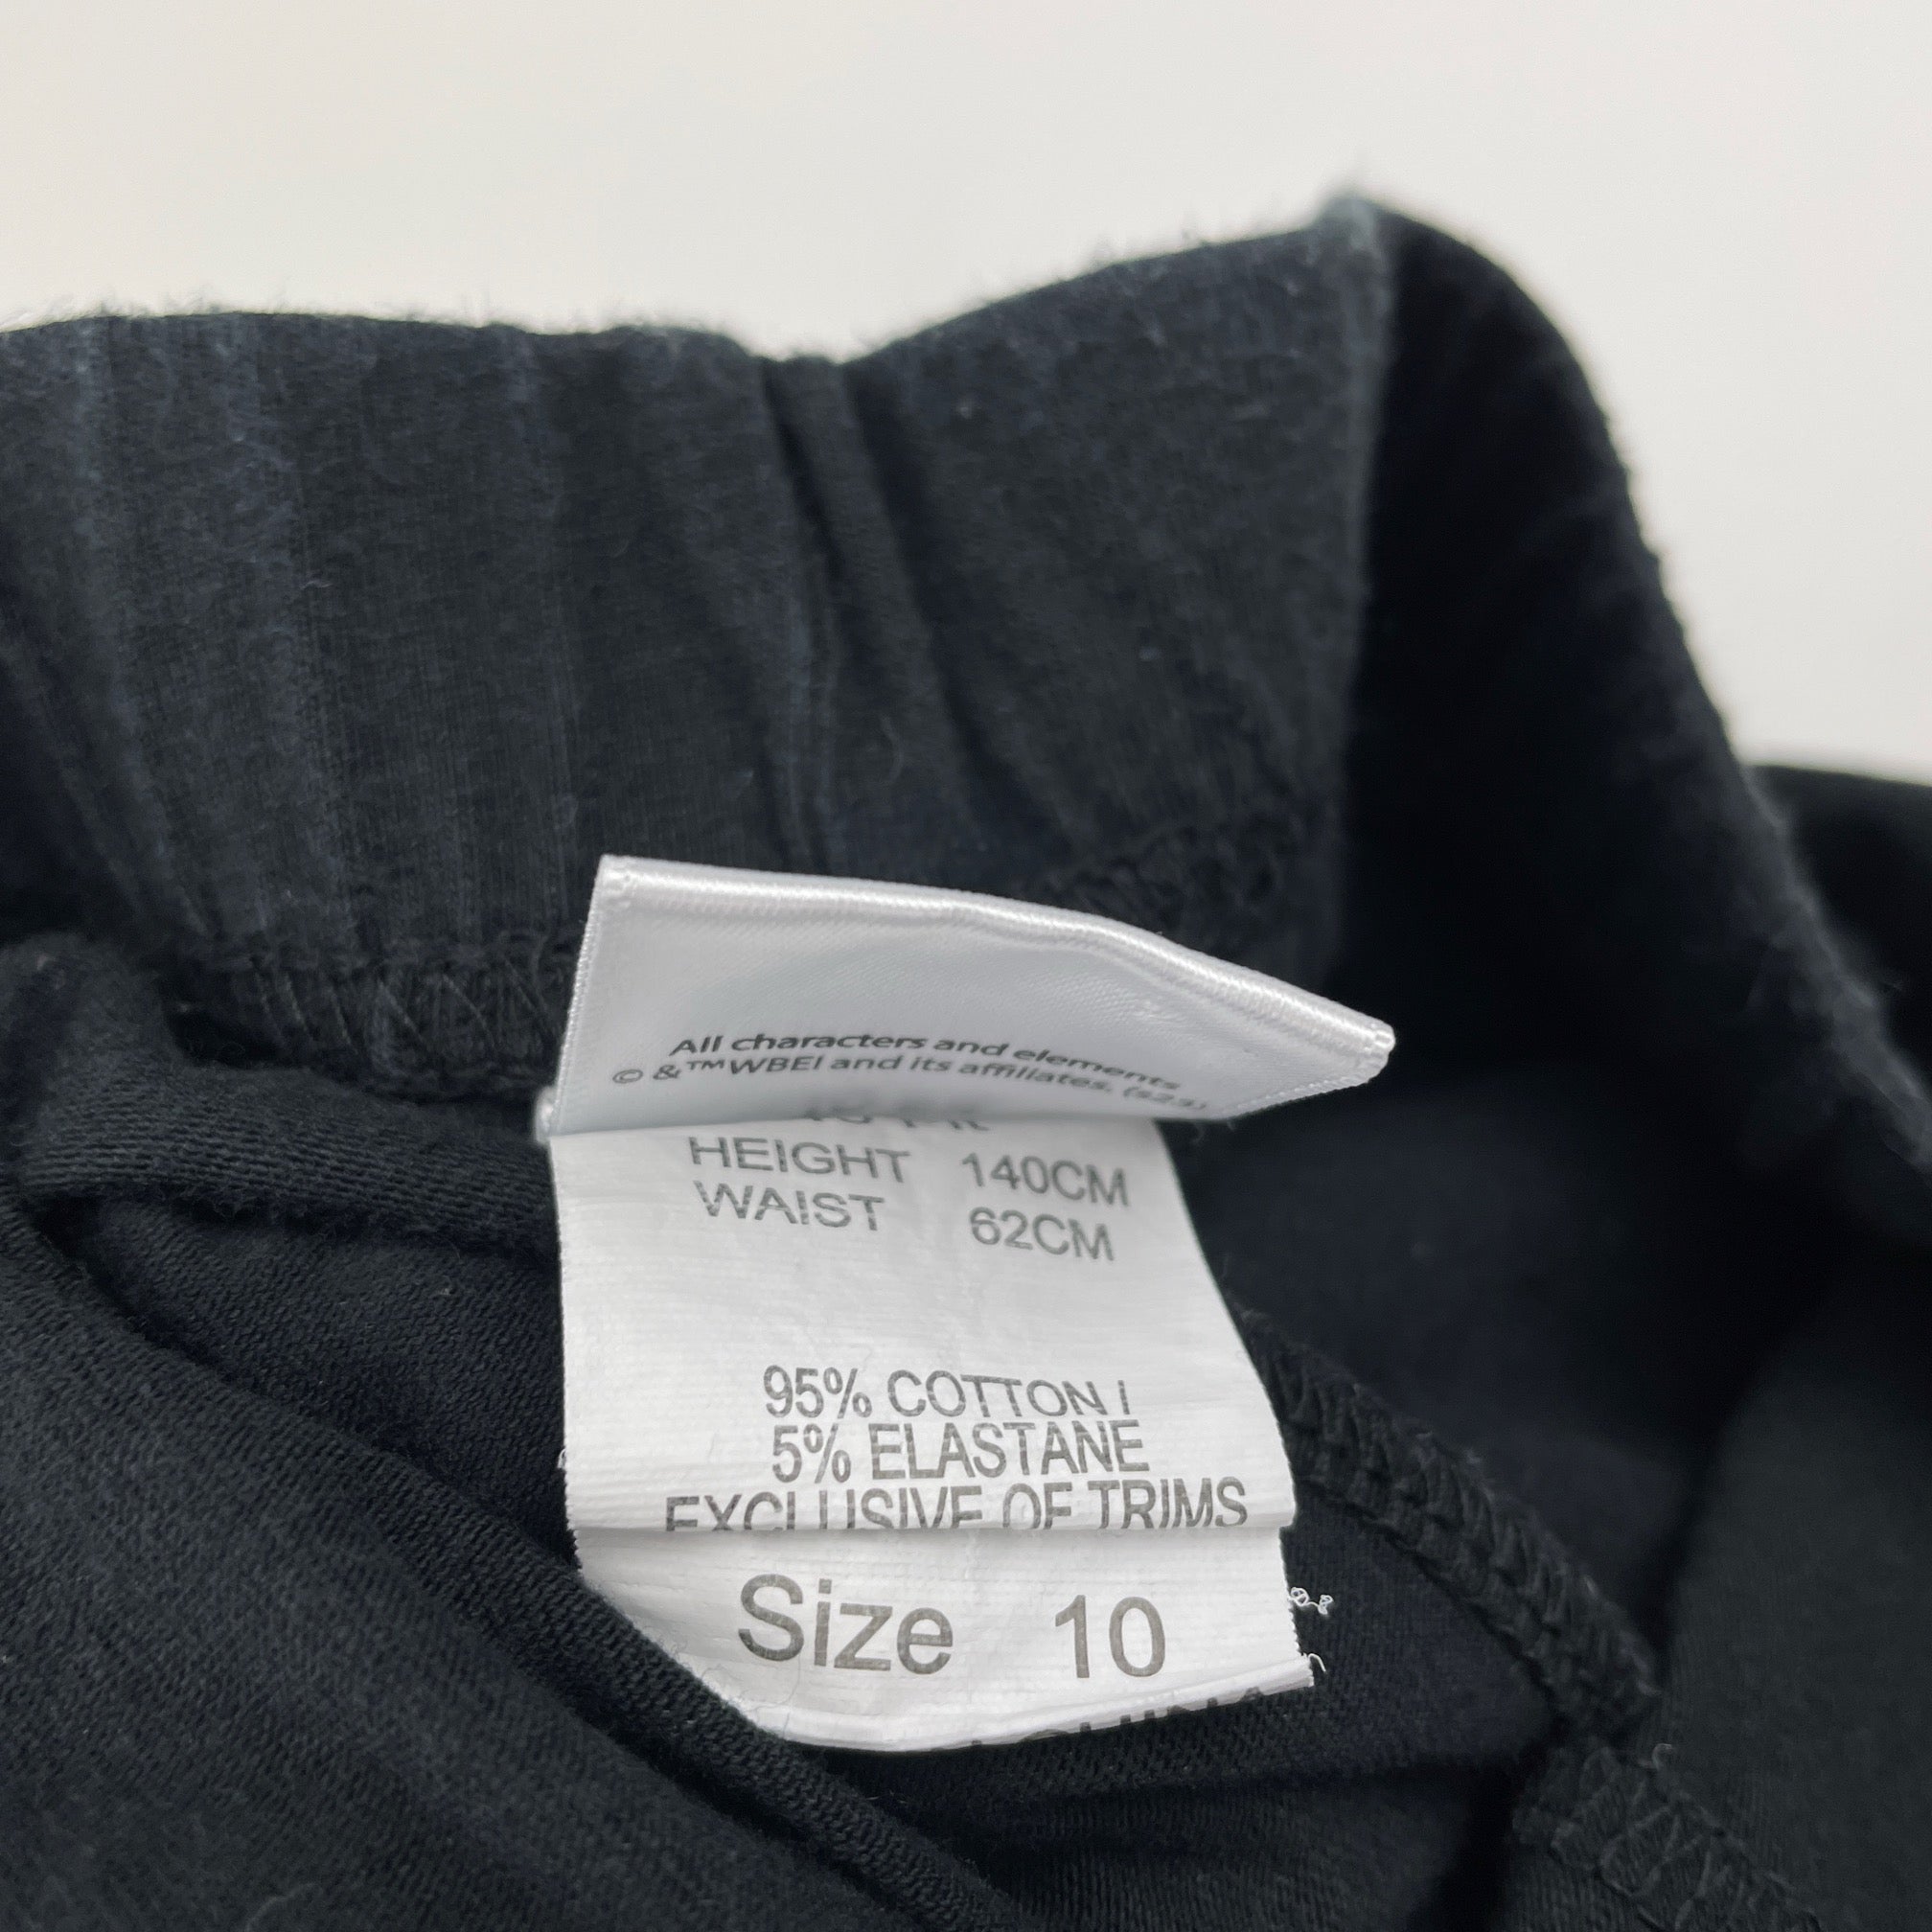 All characters and elements
© &™WBEI and its affiliates. (s23)
HEIGHT 140CM
WAIST 62CM
95% COTTON
5% ELASTANE
EXCLUSIVE OF TRIMS
Size 10